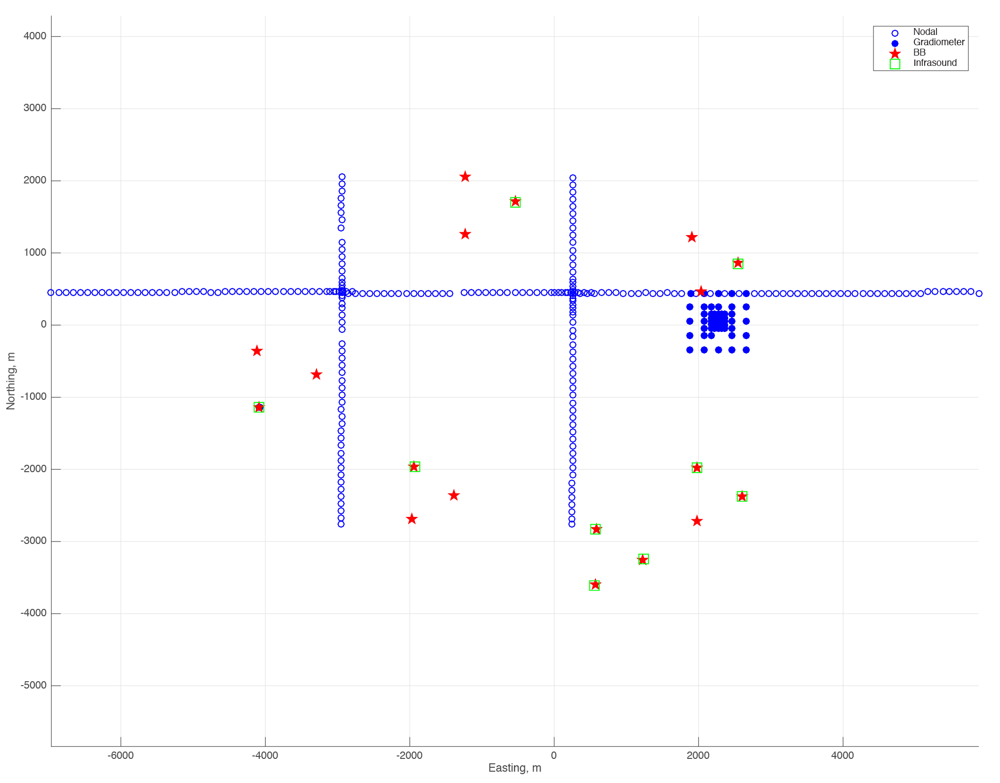 Nodal
Gradiometer
BB
Infrasound
4000
3000
2000
1000
0
-1000
-2000
-3000
-4000
-5000
Northing, m
-6000 -4000 -2000 0 2000 4000
Easting, m